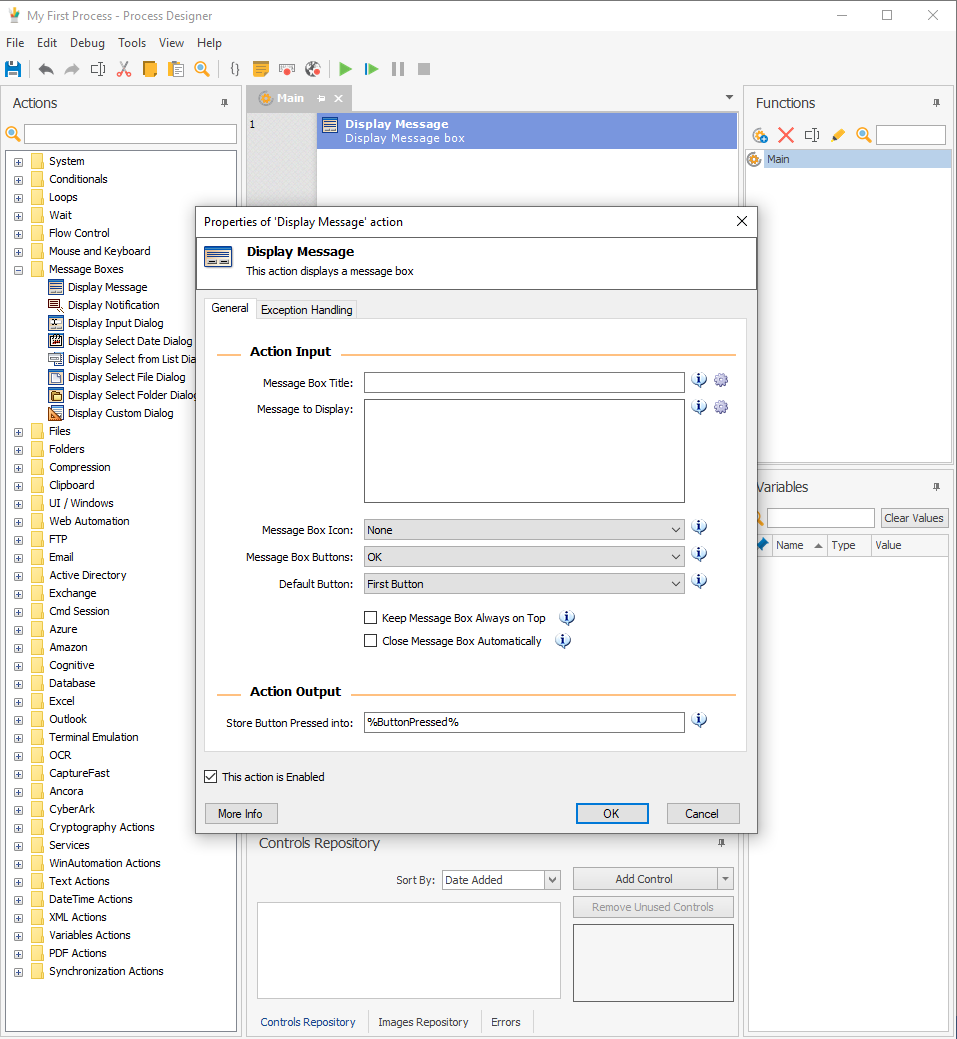 My First Process - Process Designer
File Edit Debug Tools View Help
Actions
System
Conditionals
Loops
Wait
Flow Control
Mouse and Keyboard
Message Boxes
Display Message
Display Notification
Display Input Dialog
Display Select Date Dialog
Display Select from List Dia
Display Select File Dialog
Display Select Folder Dialog
Display Custom Dialog
Files
Folders
Compression
Clipboard
UI / Windows
Web Automation
FTP
Email
Active Directory
Exchange
Cmd Session
Azure
Amazon
Cognitive
Database
Excel
Outlook
Terminal Emulation
OCR
CaptureFast
Ancora
CyberArk
Cryptography Actions
Services
WinAutomation Actions
Text Actions
DateTime Actions
XML Actions
Variables Actions
PDF Actions
Synchronization Actions
Main
1
Display Message
Display Message box
Properties of 'Display Message' action
Display Message
This action displays a message box
General Exception Handling
Action Input
Message Box Title:
Message to Display:
Message Box Icon: None
Message Box Buttons: OK
Default Button: First Button
Keep Message Box Always on Top
Close Message Box Automatically
Action Output
Store Button Pressed into: %ButtonPressed%
This action is Enabled
More Info OK Cancel
Controls Repository
Sort By: Date Added Add Control
Remove Unused Controls
Controls Repository Images Repository Errors
Functions
Main
Variables
Clear Values
Name Type Value